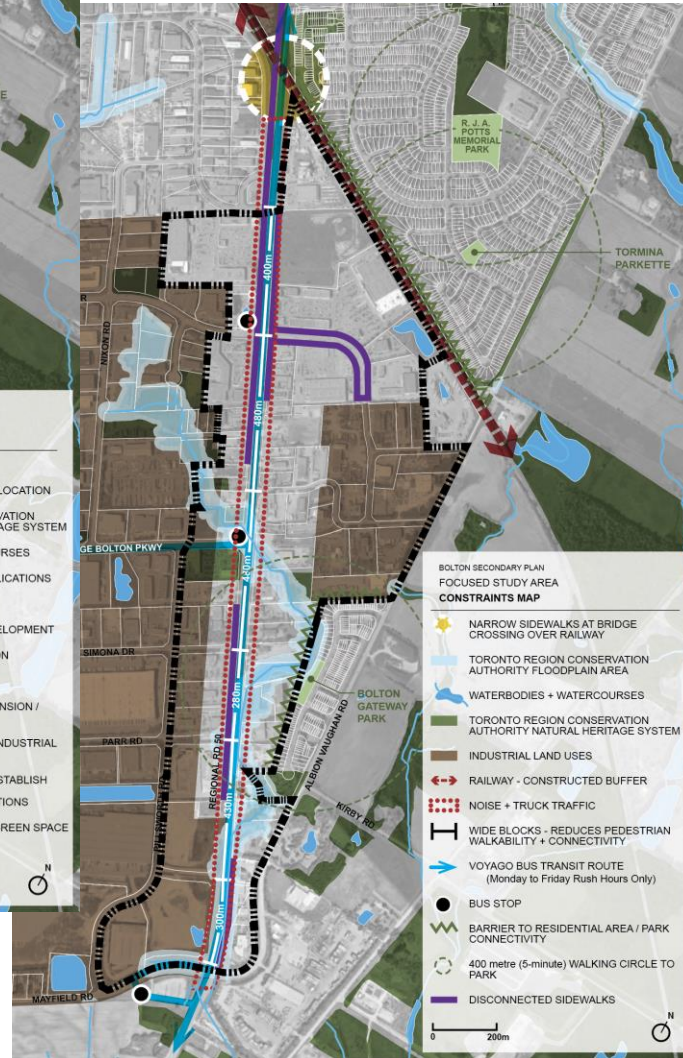 E
LOCATION
VATION
AGE SYSTEM
RSES
LICATIONS
ELOPMENT
ON
ENSION /
INDUSTRIAL
STABLISH
TIONS
REEN SPACE
N
R. J. A.
POTTS
MEMORIAL
PARK
TORMINA
PARKETTE
400m
R
NIXON RD
480m
GE BOLTON PKWY
SIMONA DR
280m
BOLTON
GATEWAY
PARK
PARR RD
REGIONAL RD 50
ALBION VAUGHAN RD
430m
KIRBY RD
300m
MAYFIELD RD
BOLTON SECONDARY PLAN
FOCUSED STUDY AREA
CONSTRAINTS MAP
NARROW SIDEWALKS AT BRIDGE
CROSSING OVER RAILWAY
TORONTO REGION CONSERVATION
AUTHORITY FLOODPLAIN AREA
WATERBODIES + WATERCOURSES
TORONTO REGION CONSERVATION
AUTHORITY NATURAL HERITAGE SYSTEM
INDUSTRIAL LAND USES
RAILWAY - CONSTRUCTED BUFFER
NOISE + TRUCK TRAFFIC
WIDE BLOCKS - REDUCES PEDESTRIAN
WALKABILITY + CONNECTIVITY
VOYAGO BUS TRANSIT ROUTE
(Monday to Friday Rush Hours Only)
BUS STOP
BARRIER TO RESIDENTIAL AREA / PARK
CONNECTIVITY
400 metre (5-minute) WALKING CIRCLE TO
PARK
DISCONNECTED SIDEWALKS
0 200m
N